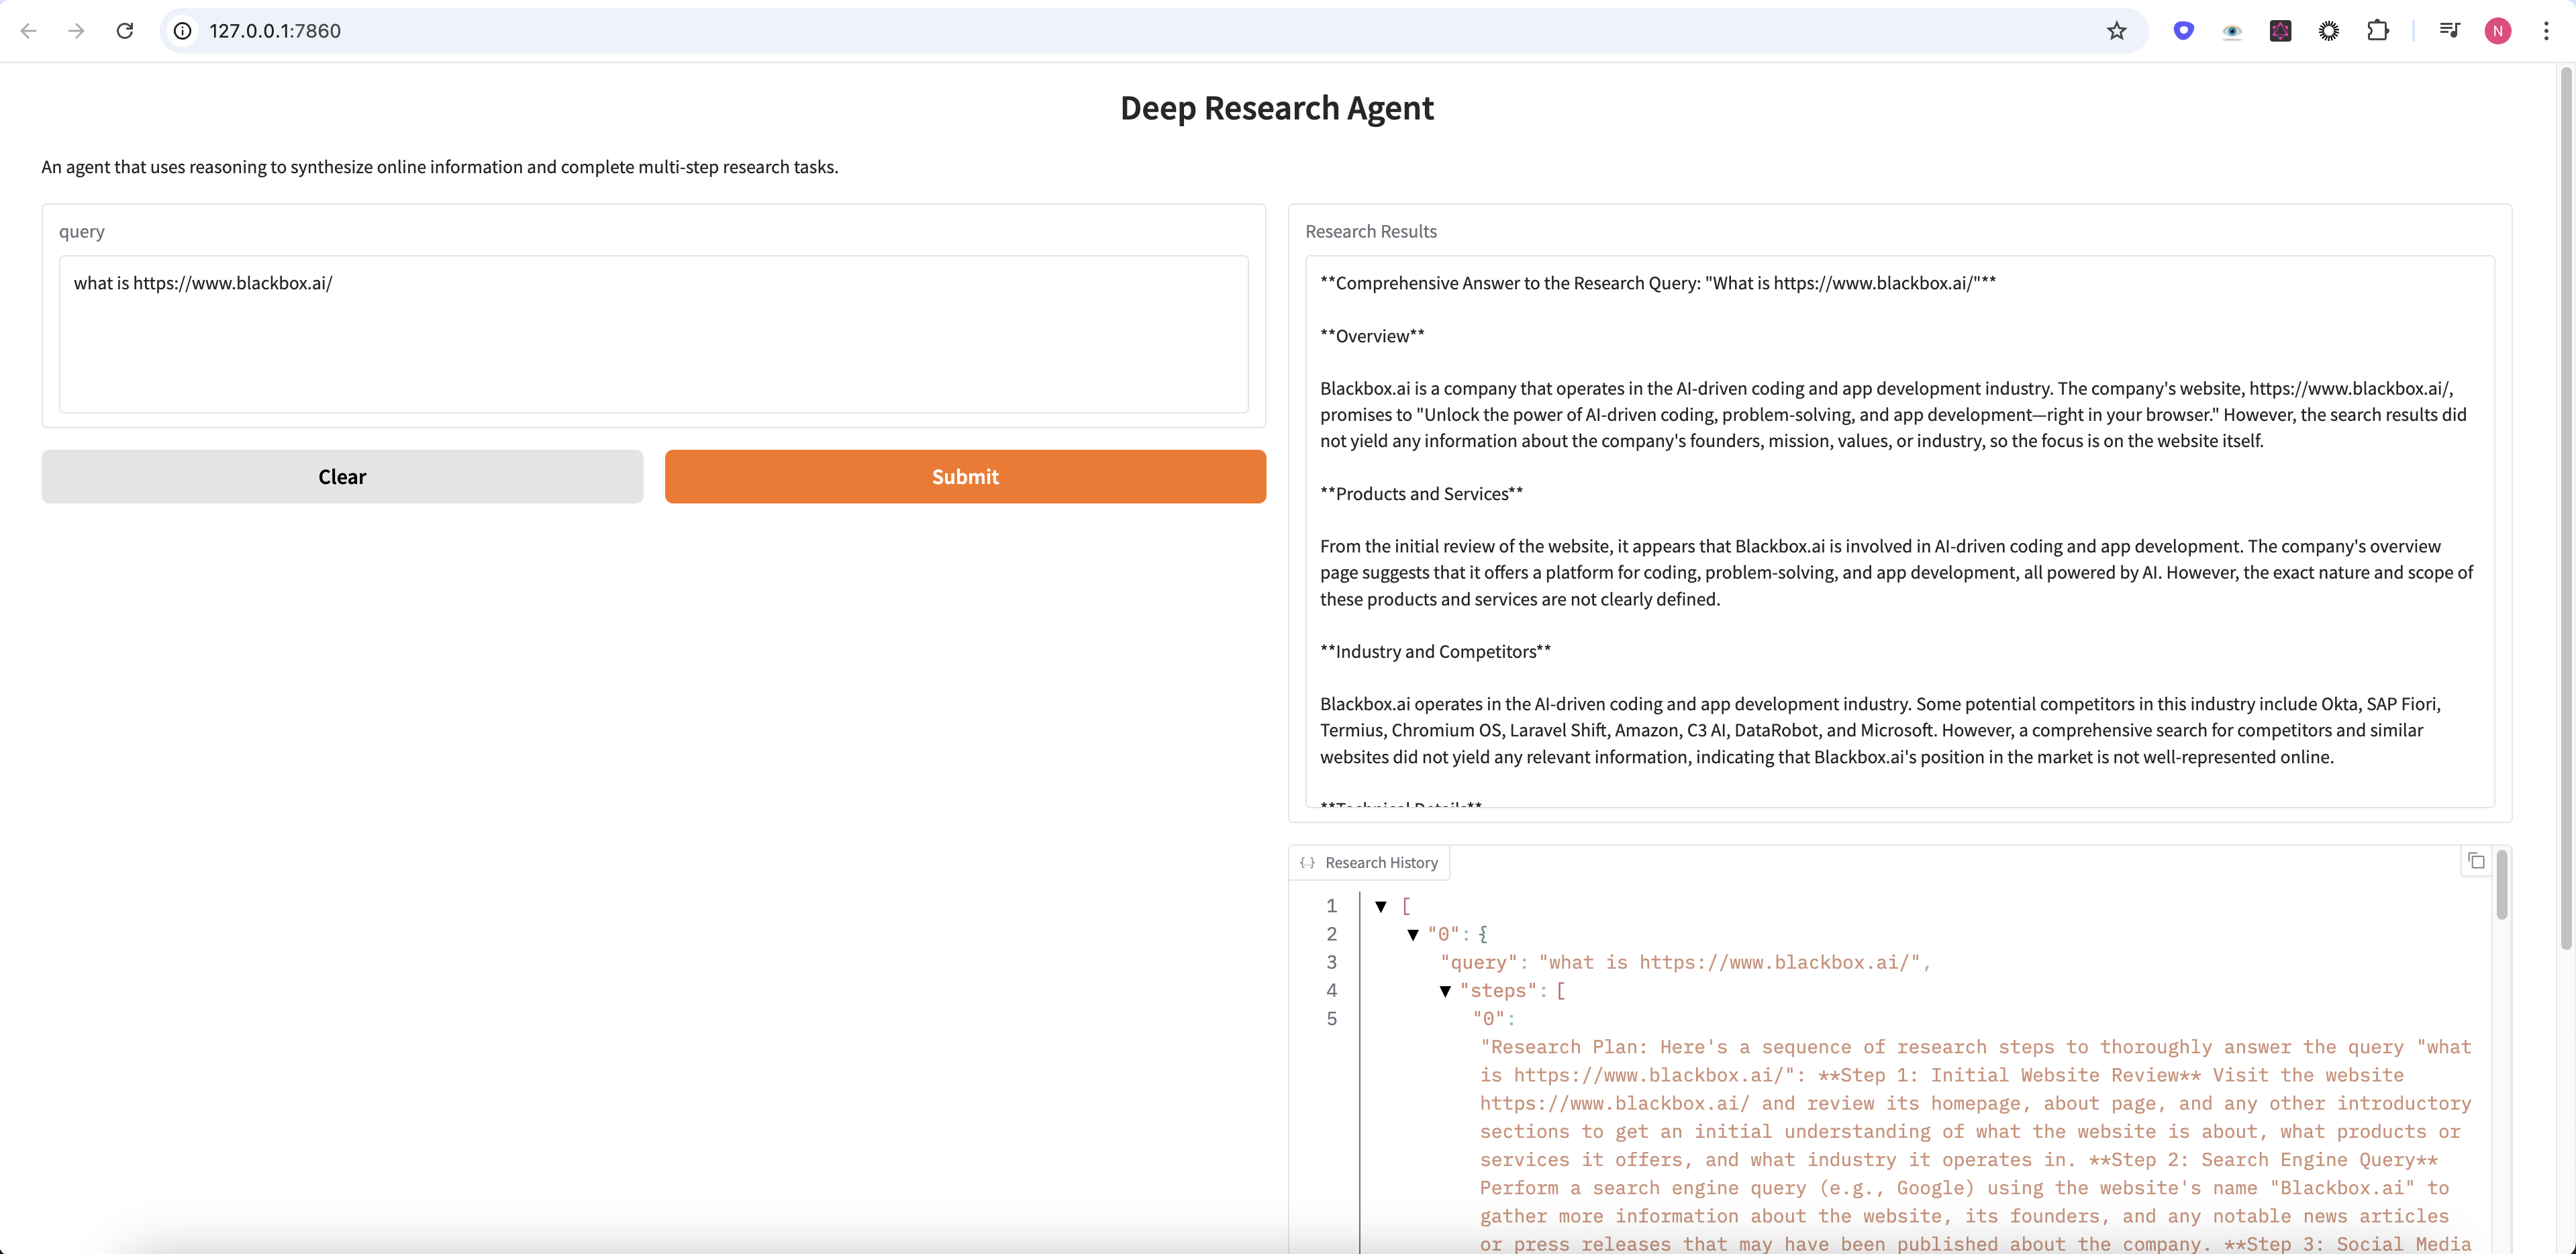 127.0.0.1:7860
N
Deep Research Agent
An agent that uses reasoning to synthesize online information and complete multi-step research tasks.
query
what is https://www.blackbox.ai/
Clear
Submit
Research Results
**Comprehensive Answer to the Research Query: "What is https://www.blackbox.ai/"**
**Overview**
Blackbox.ai is a company that operates in the AI-driven coding and app development industry. The company's website, https://www.blackbox.ai/,
promises to "Unlock the power of AI-driven coding, problem-solving, and app development—right in your browser." However, the search results did
not yield any information about the company's founders, mission, values, or industry, so the focus is on the website itself.
**Products and Services**
From the initial review of the website, it appears that Blackbox.ai is involved in AI-driven coding and app development. The company's overview
page suggests that it offers a platform for coding, problem-solving, and app development, all powered by AI. However, the exact nature and scope of
these products and services are not clearly defined.
**Industry and Competitors**
Blackbox.ai operates in the AI-driven coding and app development industry. Some potential competitors in this industry include Okta, SAP Fiori,
Termius, Chromium OS, Laravel Shift, Amazon, C3 AI, DataRobot, and Microsoft. However, a comprehensive search for competitors and similar
websites did not yield any relevant information, indicating that Blackbox.ai's position in the market is not well-represented online.
**Technical Details**
{..} Research History
1 ▼ [
2 ▼ "0": {
3 "query": "what is https://www.blackbox.ai/",
4 ▼ "steps": [
5 "0":
"Research Plan: Here's a sequence of research steps to thoroughly answer the query "what
is https://www.blackbox.ai/": **Step 1: Initial Website Review** Visit the website
https://www.blackbox.ai/ and review its homepage, about page, and any other introductory
sections to get an initial understanding of what the website is about, what products or
services it offers, and what industry it operates in. **Step 2: Search Engine Query**
Perform a search engine query (e.g., Google) using the website's name "Blackbox.ai" to
gather more information about the website, its founders, and any notable news articles
or press releases that may have been published about the company. **Step 3: Social Media